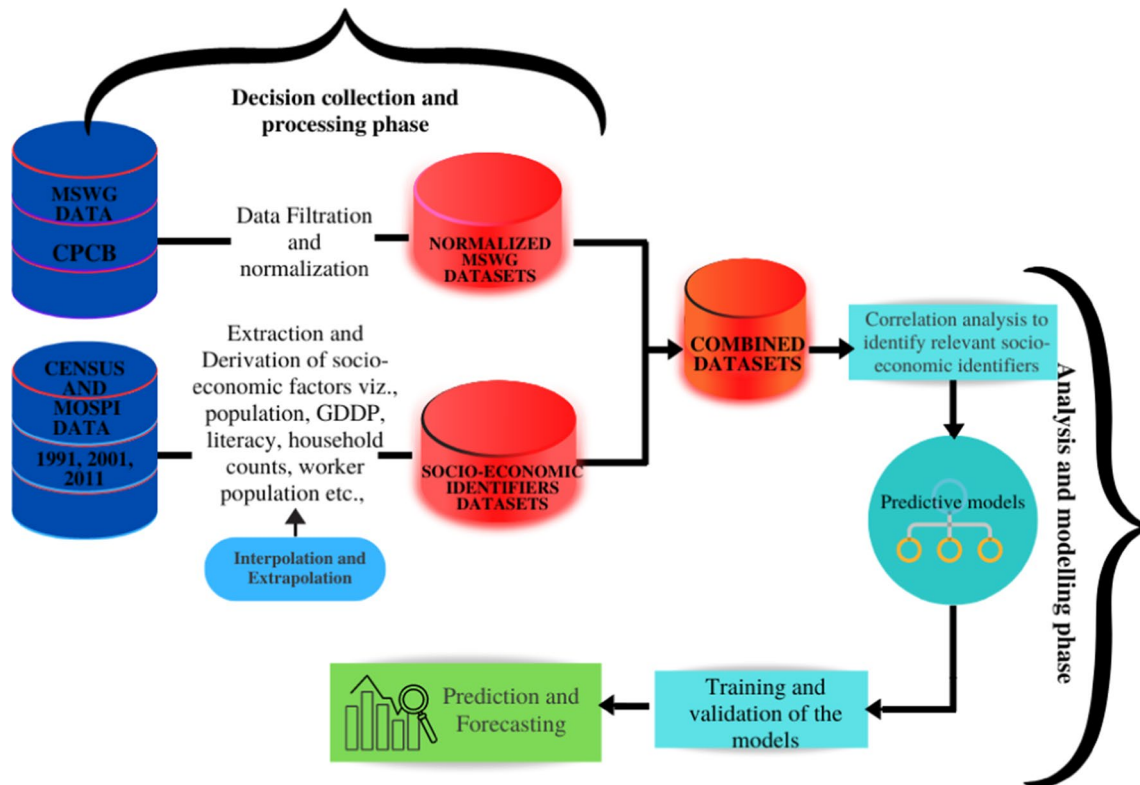 Decision collection and
processing phase
MSWG
DATA
CPCB
Data Filtration
and
normalization
NORMALIZED
MSWG
DATASETS
CENSUS
AND
MOSPI
DATA
1991, 2001,
2011
Extraction and
Derivation of socio-
economic factors viz.,
population, GDDP,
literacy, household
counts, worker
population etc.,
Interpolation and
Extrapolation
SOCIO-ECONOMIC
IDENTIFIERS
DATASETS
COMBINED
DATASETS
Correlation analysis to
identify relevant socio-
economic identifiers
Predictive models
Training and
validation of the
models
Prediction and
Forecasting
Analysis and modelling phase